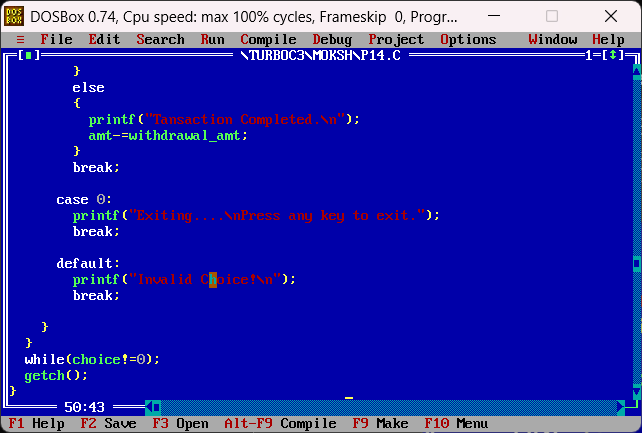 DOSBox 0.74, Cpu speed: max 100% cycles, Frameskip 0, Progr...
≡ File Edit Search Run Compile Debug Project Options Window Help
[■] \TURBOC3\MOKSH\P14.C 1=[↕]
}
else
{
printf("Tansaction Completed.\n");
amt-=withdrawal_amt;
}
break;
case 0:
printf("Exiting....\nPress any key to exit.");
break;
default:
printf("Invalid Choice!\n");
break;
}
}
while(choice!=0);
getch();
}
50:43
F1 Help F2 Save F3 Open Alt-F9 Compile F9 Make F10 Menu